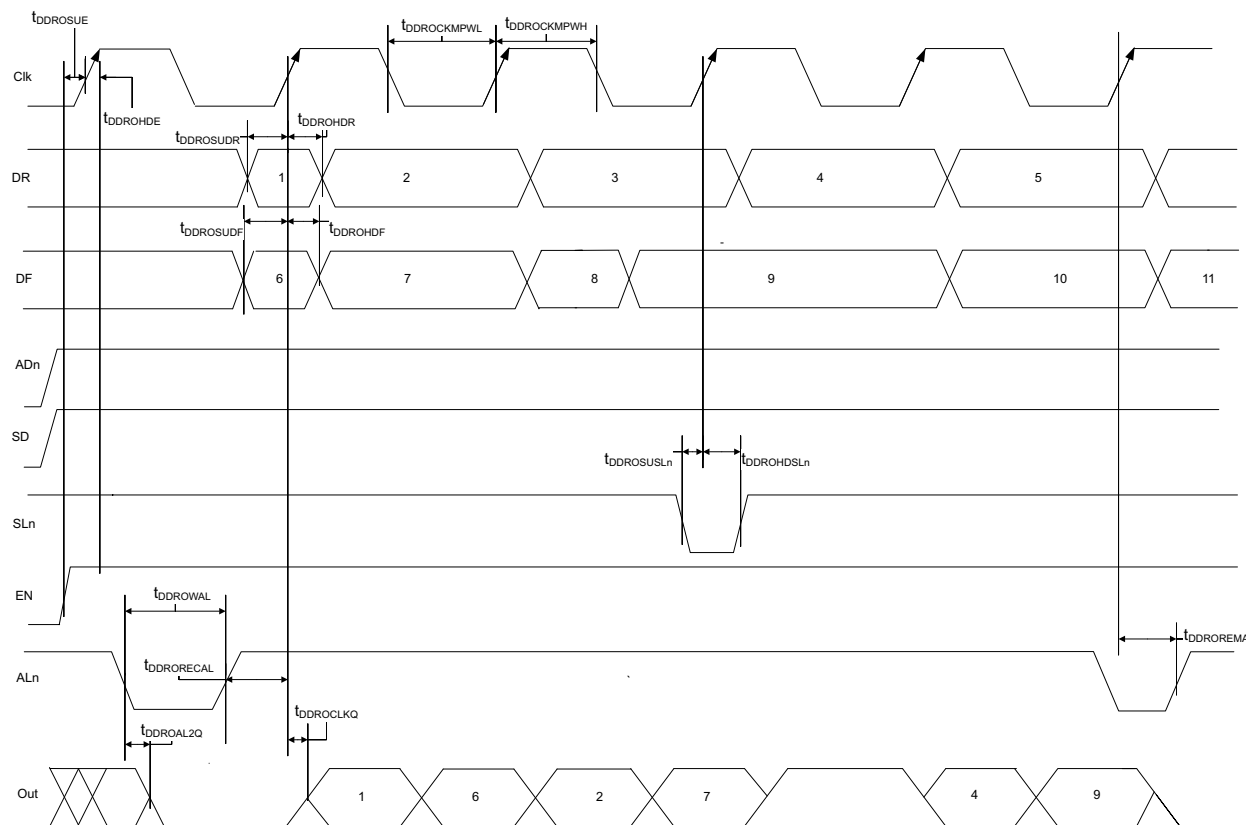 tDDROSUE
tDDROCKMPWL
tDDROCKMPWH
Clk
tDDROHDE
tDDROSUDR
tDDROHDR
DR
1
2
3
4
5
tDDROSUDF
tDDROHDF
DF
6
7
8
9
10
11
ADn
SD
tDDROSUSLn
tDDROHDSLn
SLn
EN
tDDROWAL
tDDRORECAL
tDDROREMA
ALn
tDDROAL2Q
tDDROCLKQ
Out
1
6
2
7
4
9